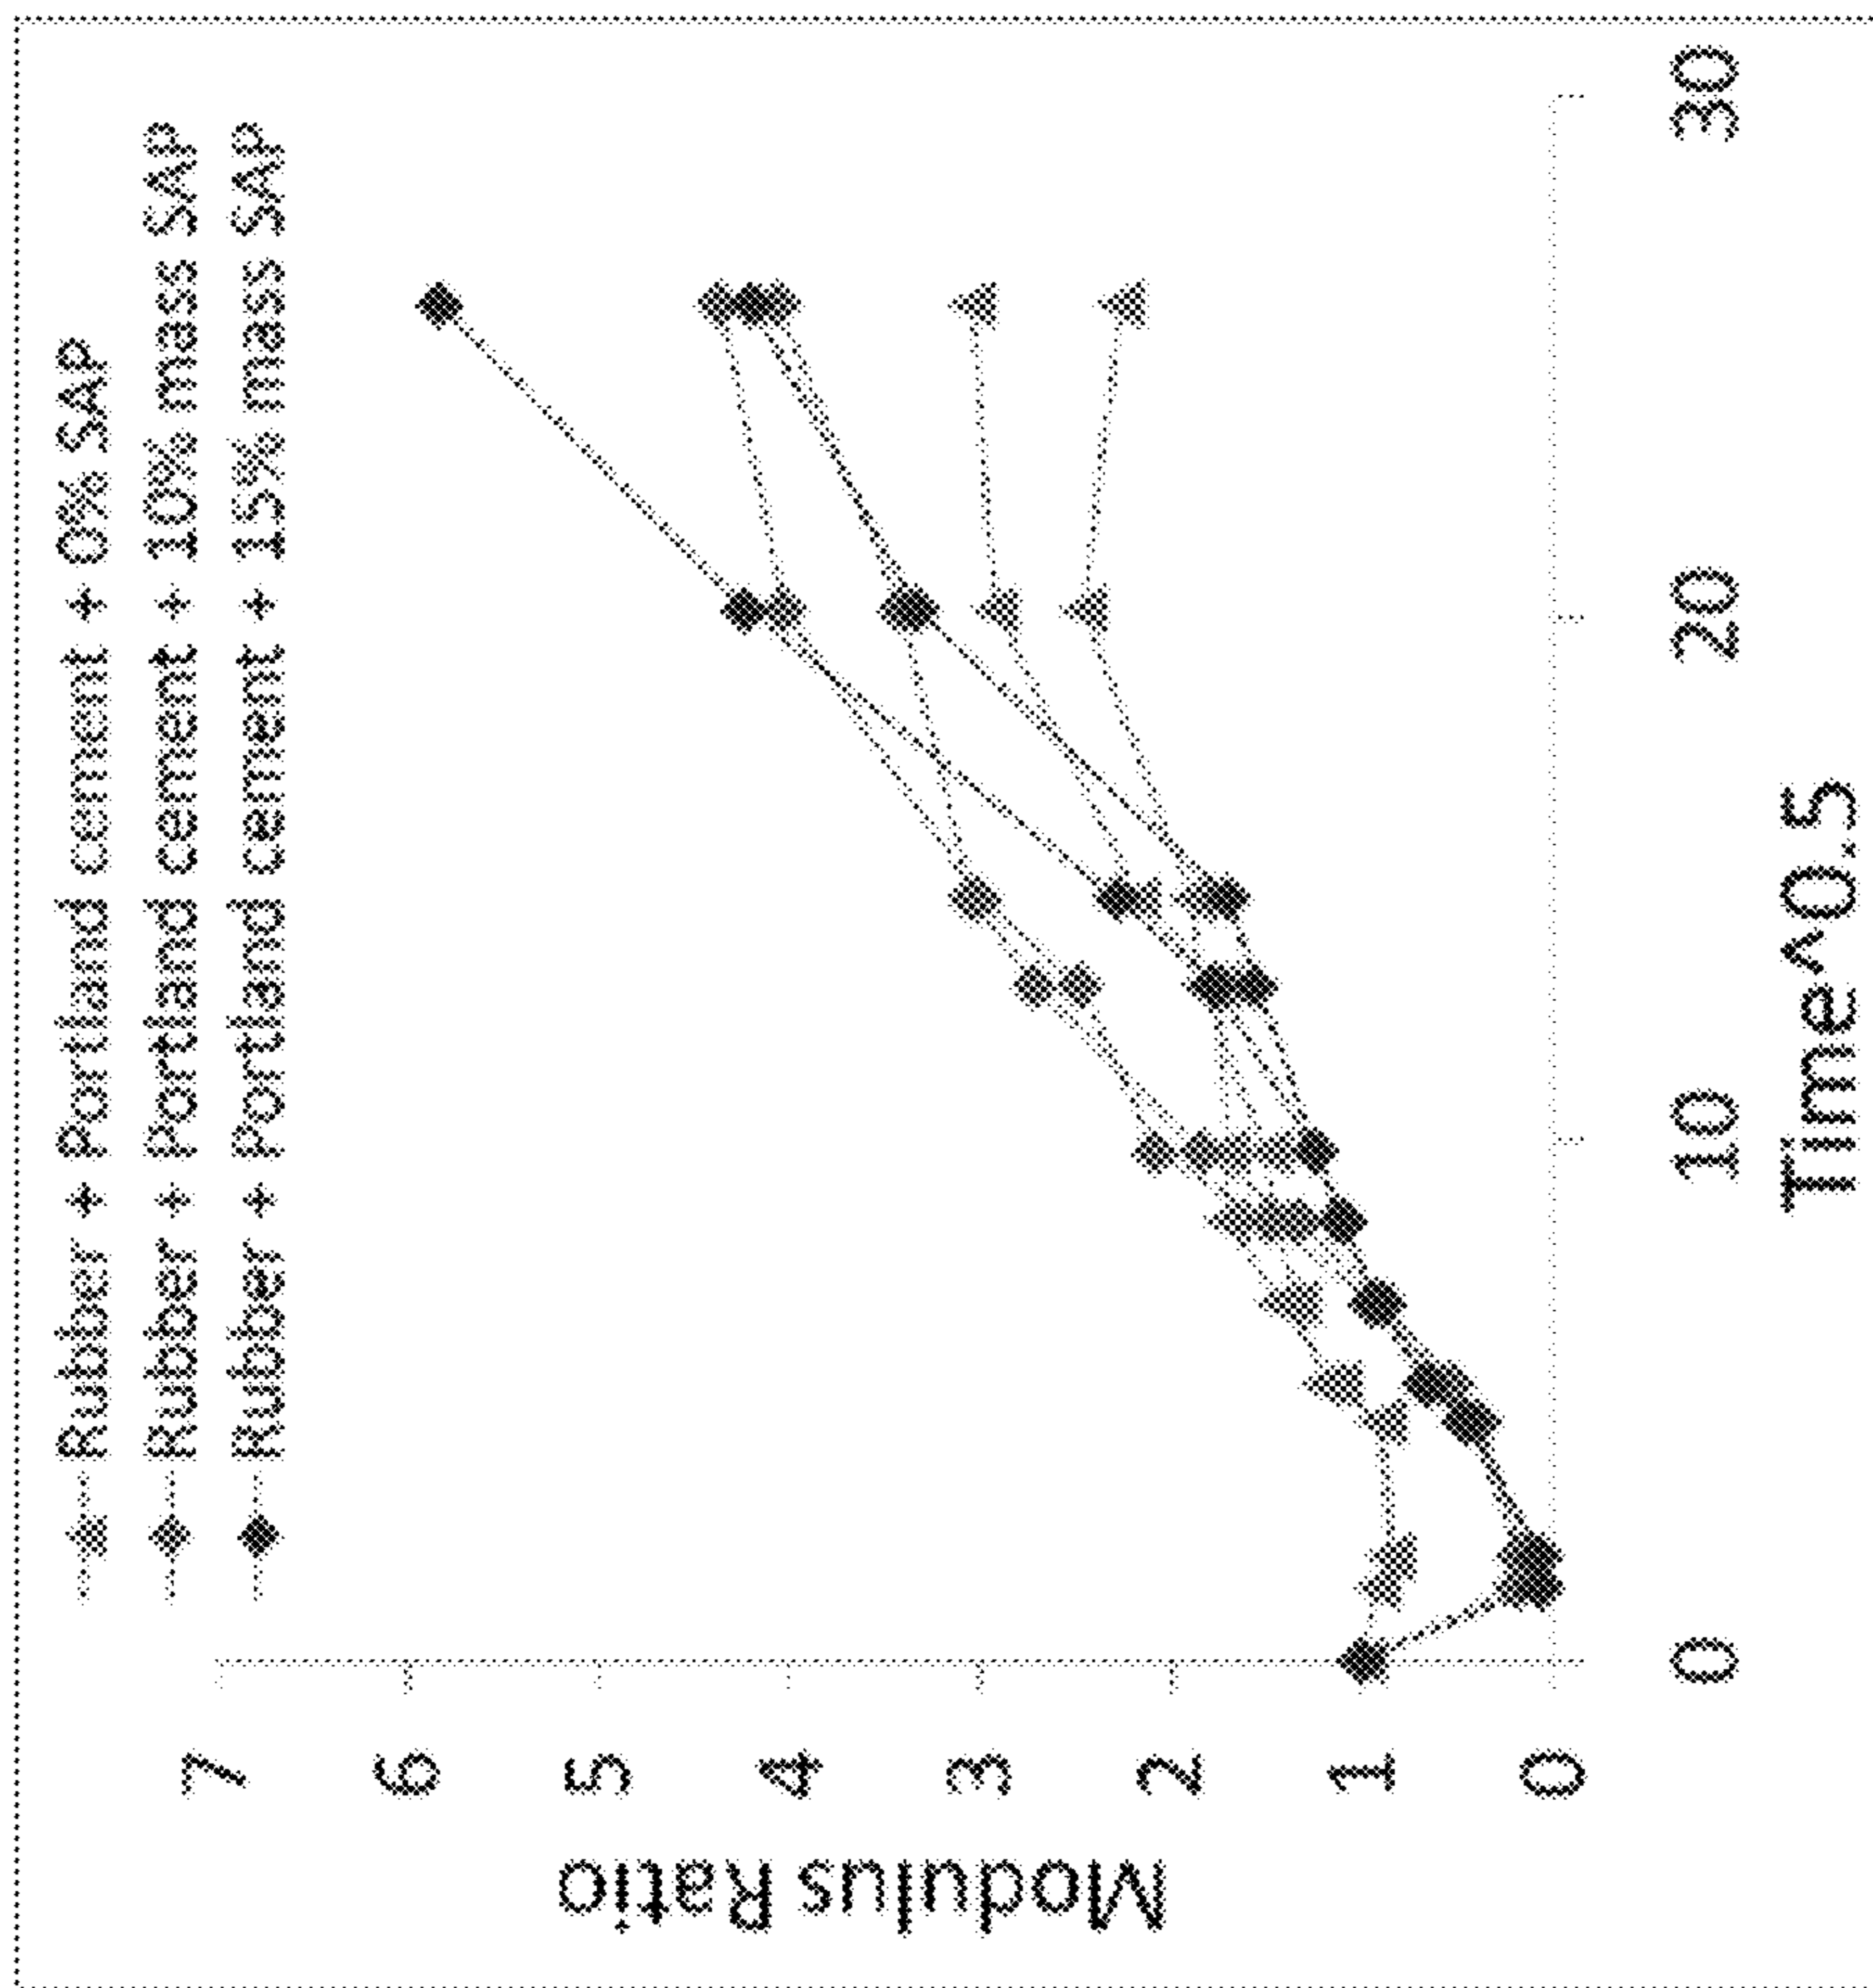 Rubber + Portland cement + 0% SAP
Rubber + Portland cement + 10% mass SAP
Rubber + Portland cement + 15% mass SAP
7
6
5
4
3
2
1
0
Modulus Ratio
0
10
20
30
Time^0.5